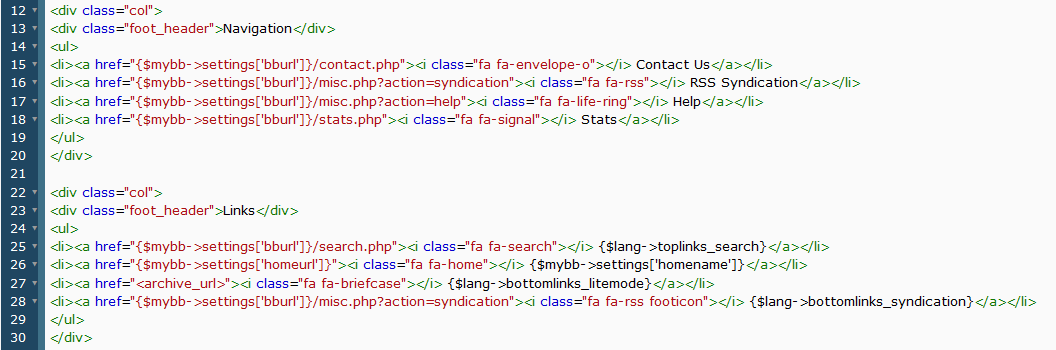 12 <div class="col">
13 <div class="foot_header">Navigation</div>
14 <ul>
15 <li><a href="{$mybb->settings['bburl']}/contact.php"><i class="fa fa-envelope-o"></i> Contact Us</a></li>
16 <li><a href="{$mybb->settings['bburl']}/misc.php?action=syndication"><i class="fa fa-rss"></i> RSS Syndication</a></li>
17 <li><a href="{$mybb->settings['bburl']}/misc.php?action=help"><i class="fa fa-life-ring"></i> Help</a></li>
18 <li><a href="{$mybb->settings['bburl']}/stats.php"><i class="fa fa-signal"></i> Stats</a></li>
19 </ul>
20 </div>
21
22 <div class="col">
23 <div class="foot_header">Links</div>
24 <ul>
25 <li><a href="{$mybb->settings['bburl']}/search.php"><i class="fa fa-search"></i> {$lang->toplinks_search}</a></li>
26 <li><a href="{$mybb->settings['homeurl']}"><i class="fa fa-home"></i> {$mybb->settings['homename']}</a></li>
27 <li><a href="<archive_url>"><i class="fa fa-briefcase"></i> {$lang->bottomlinks_litemode}</a></li>
28 <li><a href="{$mybb->settings['bburl']}/misc.php?action=syndication"><i class="fa fa-rss footicon"></i> {$lang->bottomlinks_syndication}</a></li>
29 </ul>
30 </div>